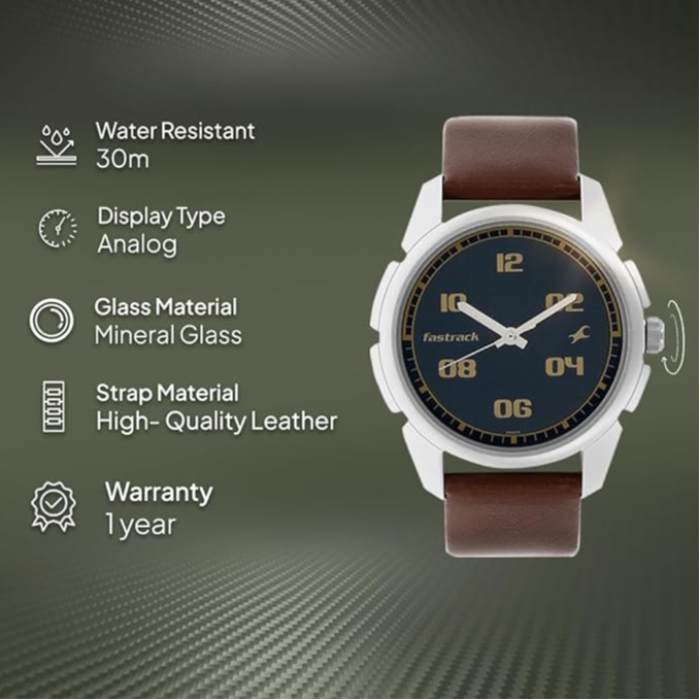 Water Resistant
30m
Display Type
Analog
Glass Material
Mineral Glass
Strap Material
High- Quality Leather
Warranty
1 year
12
10 02
fastrack
08 04
06